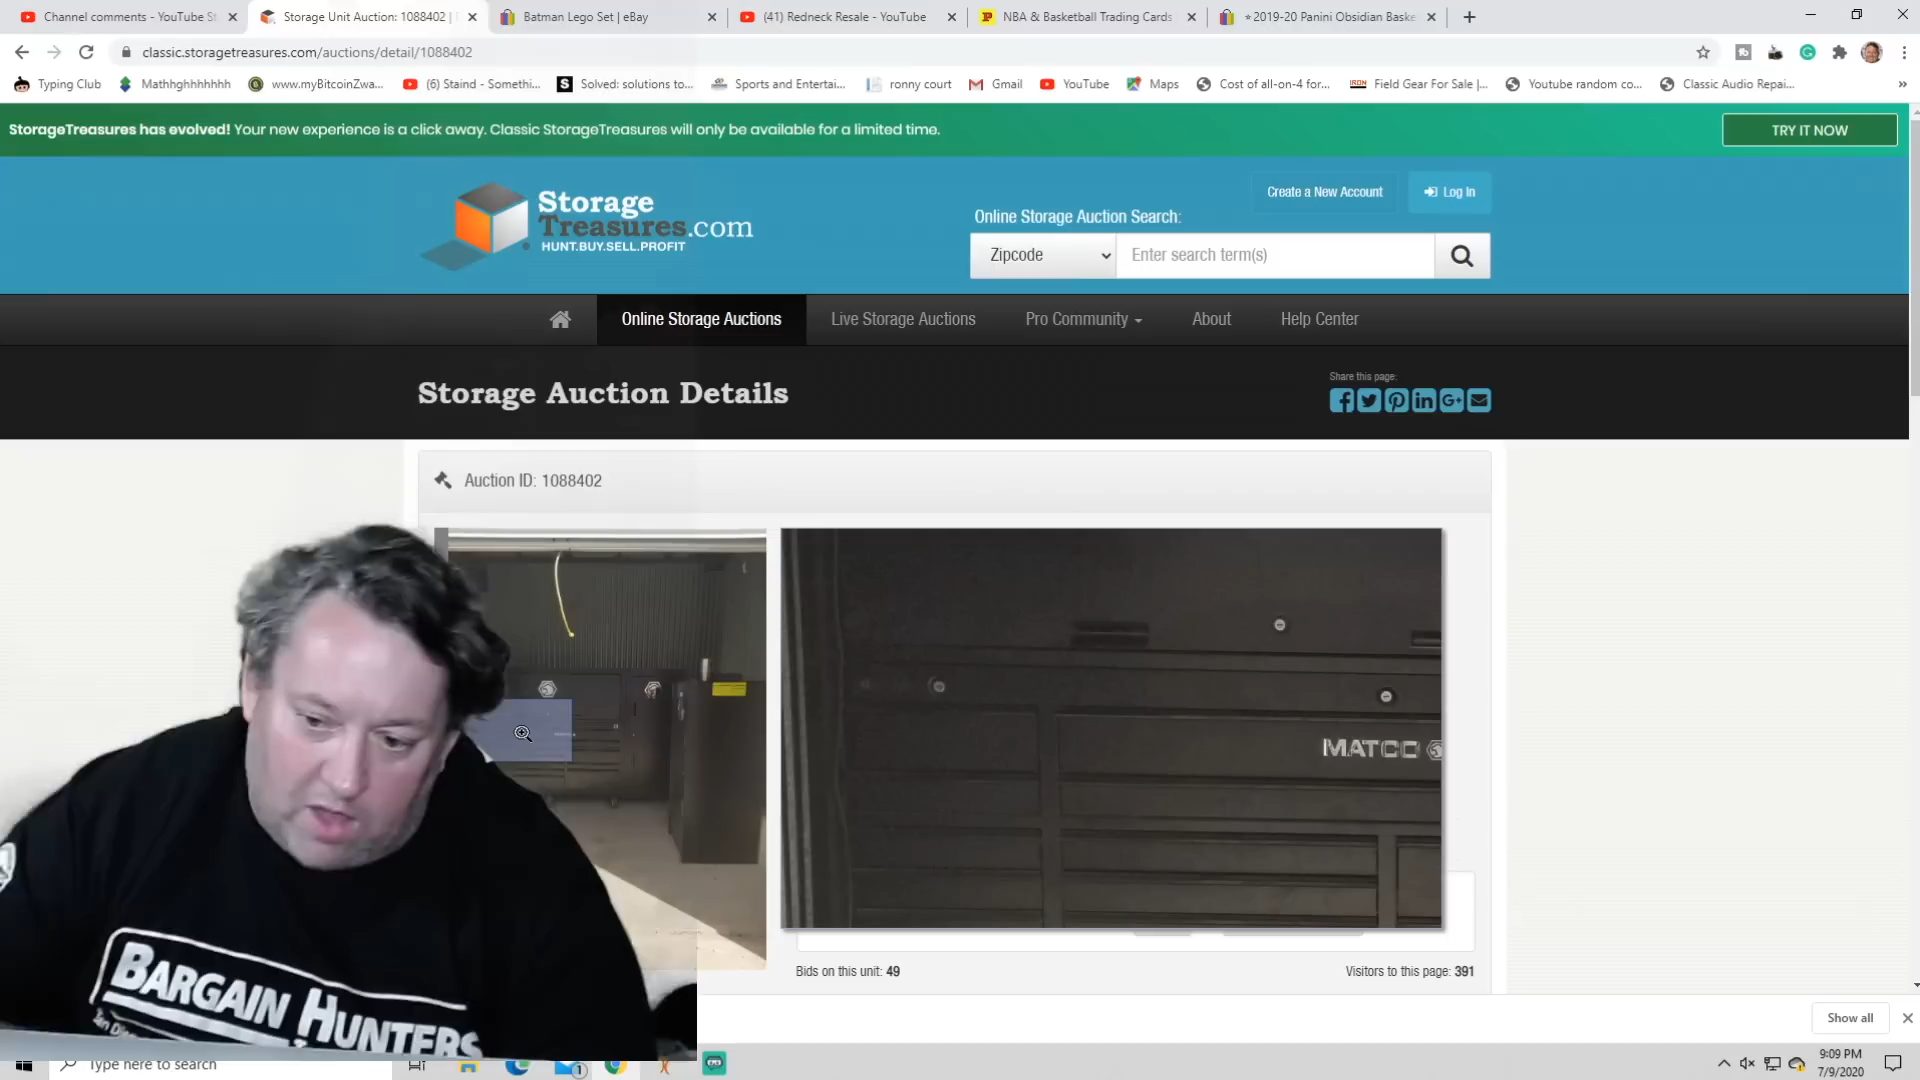 Channel comments - YouTube St
Storage Unit Auction: 1088402 |
Batman Lego Set | eBay
(41) Redneck Resale - YouTube
NBA & Basketball Trading Cards
⭐2019-20 Panini Obsidian Baske
classic.storagetreasures.com/auctions/detail/1088402
Typing Club
Mathhghhhhhhh
www.myBitcoinZwa...
(6) Staind - Somethi...
Solved: solutions to...
Sports and Entertai...
ronny court
Gmail
YouTube
Maps
Cost of all-on-4 for...
Field Gear For Sale |...
Youtube random co...
Classic Audio Repai...
StorageTreasures has evolved! Your new experience is a click away. Classic StorageTreasures will only be available for a limited time.
TRY IT NOW
Storage
Treasures.com
HUNT.BUY.SELL.PROFIT
Create a New Account
Log In
Online Storage Auction Search:
Zipcode
Enter search term(s)
Online Storage Auctions
Live Storage Auctions
Pro Community
About
Help Center
Storage Auction Details
Share this page:
Auction ID: 1088402
MATCO
Bids on this unit: 49
Visitors to this page: 391
BARGAIN HUNTERS
Show all
Type here to search
1
9:09 PM
7/9/2020